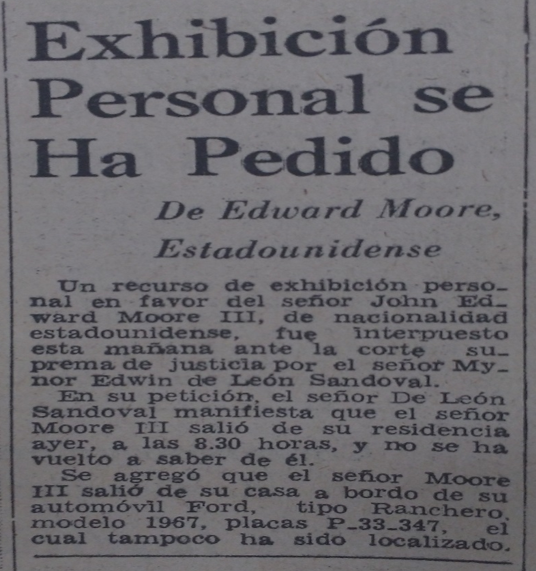 Exhibición
Personal se
Ha Pedido
De Edward Moore,
Estadounidense
Un recurso de exhibición perso-
nal en favor del señor John Ed-
ward Moore III, de nacionalidad
estadounidense, fue interpuesto
esta mañana ante la corte su-
prema de justicia por el señor My-
nor Edwin de León Sandoval.
En su petición, el señor De León
Sandoval manifiesta que el señor
Moore III salió de su residencia
ayer, a las 8.30 horas, y no se ha
vuelto a saber de él.
Se agregó que el señor Moore
III salió de su casa a bordo de su
automóvil Ford, tipo Ranchero,
modelo 1967, placas P-33-347, el
cual tampoco ha sido localizado.